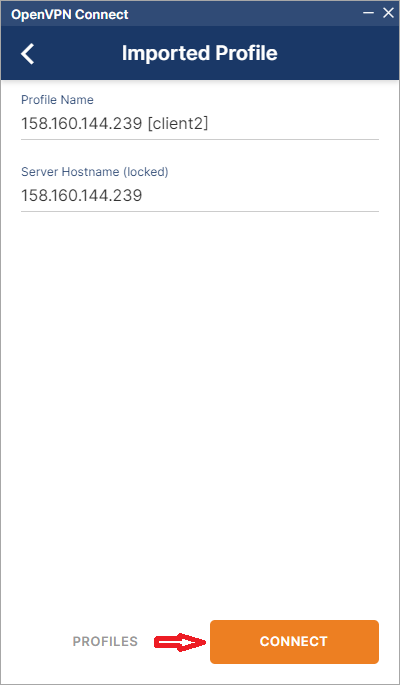 OpenVPN Connect
Imported Profile
Profile Name
158.160.144.239 [client2]
Server Hostname (locked)
158.160.144.239
PROFILES
CONNECT